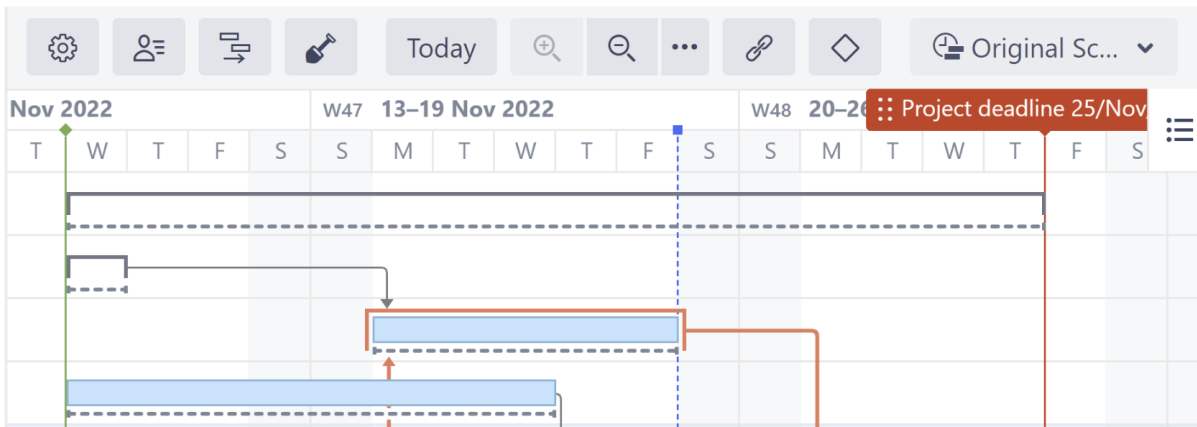 Today
Original Sc...
Nov 2022 W47 13–19 Nov 2022 W48 20–26 Project deadline 25/Nov
T W T F S S M T W T F S S M T W T F S